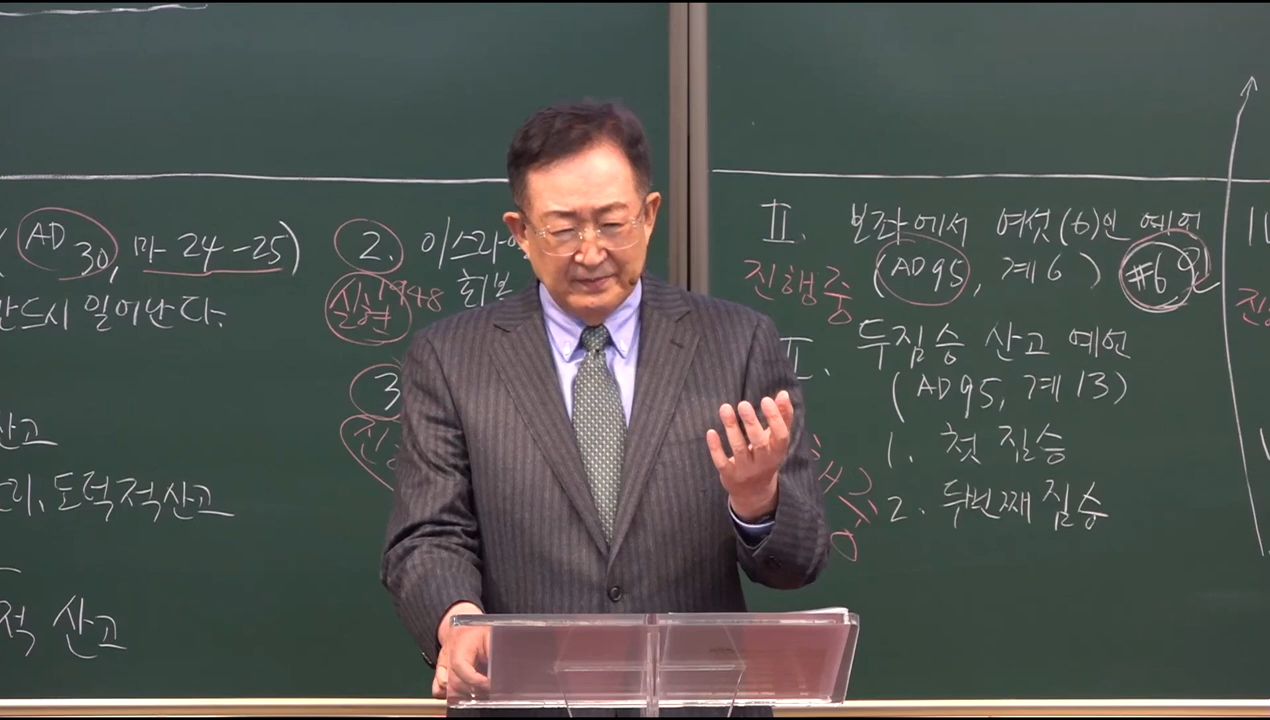 (AD 30, 마 24-25)
반드시 일어난다.
산고
도덕적 산고
적 산고
2. 이스라
회복
실현 1948
3
II. 보좌에서 여섯(6)인 예언
(AD 95, 계 6) #6
진행중
두 짐승 산고 예언
(AD 95, 계 13)
1. 첫 짐승
2. 두번째 짐승